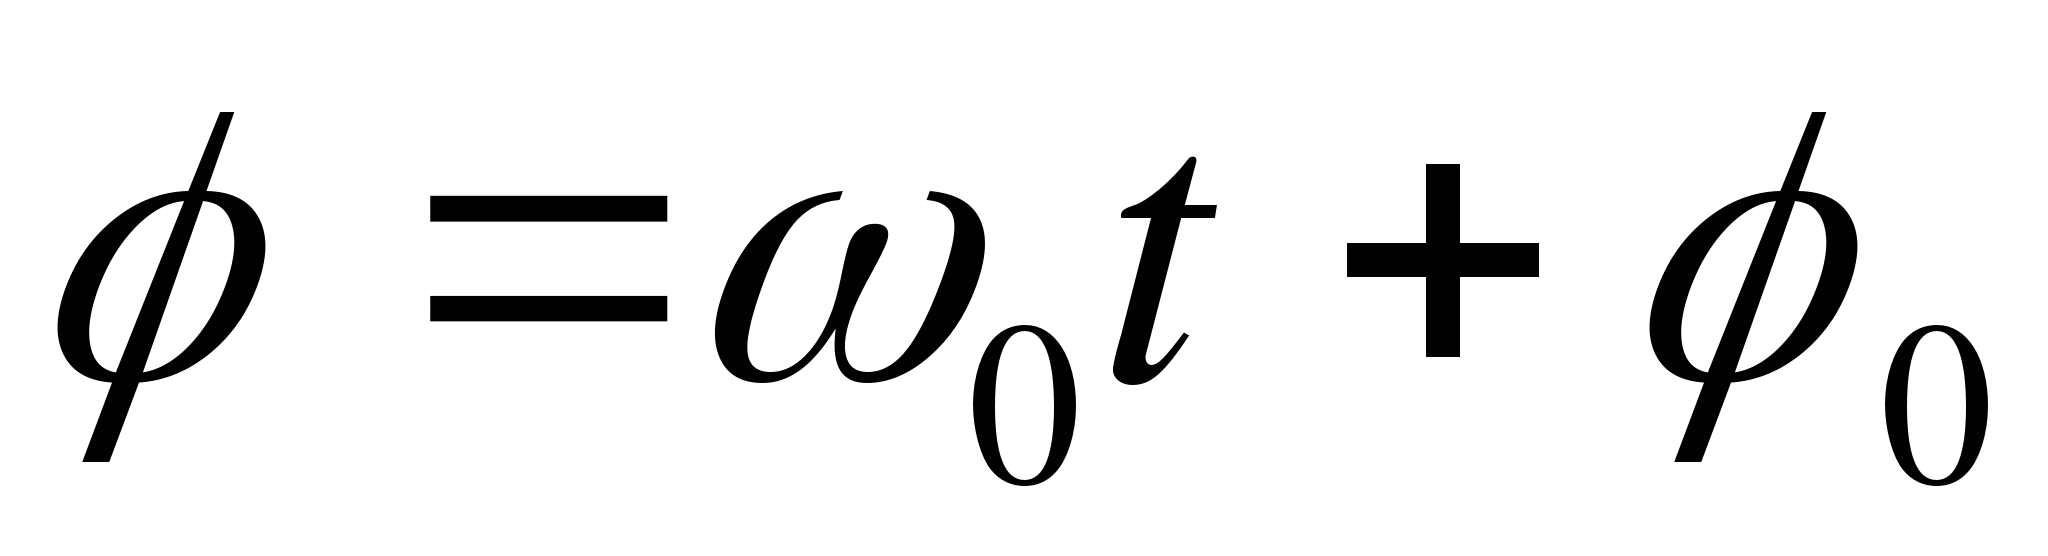 ϕ = ω₀t + ϕ₀